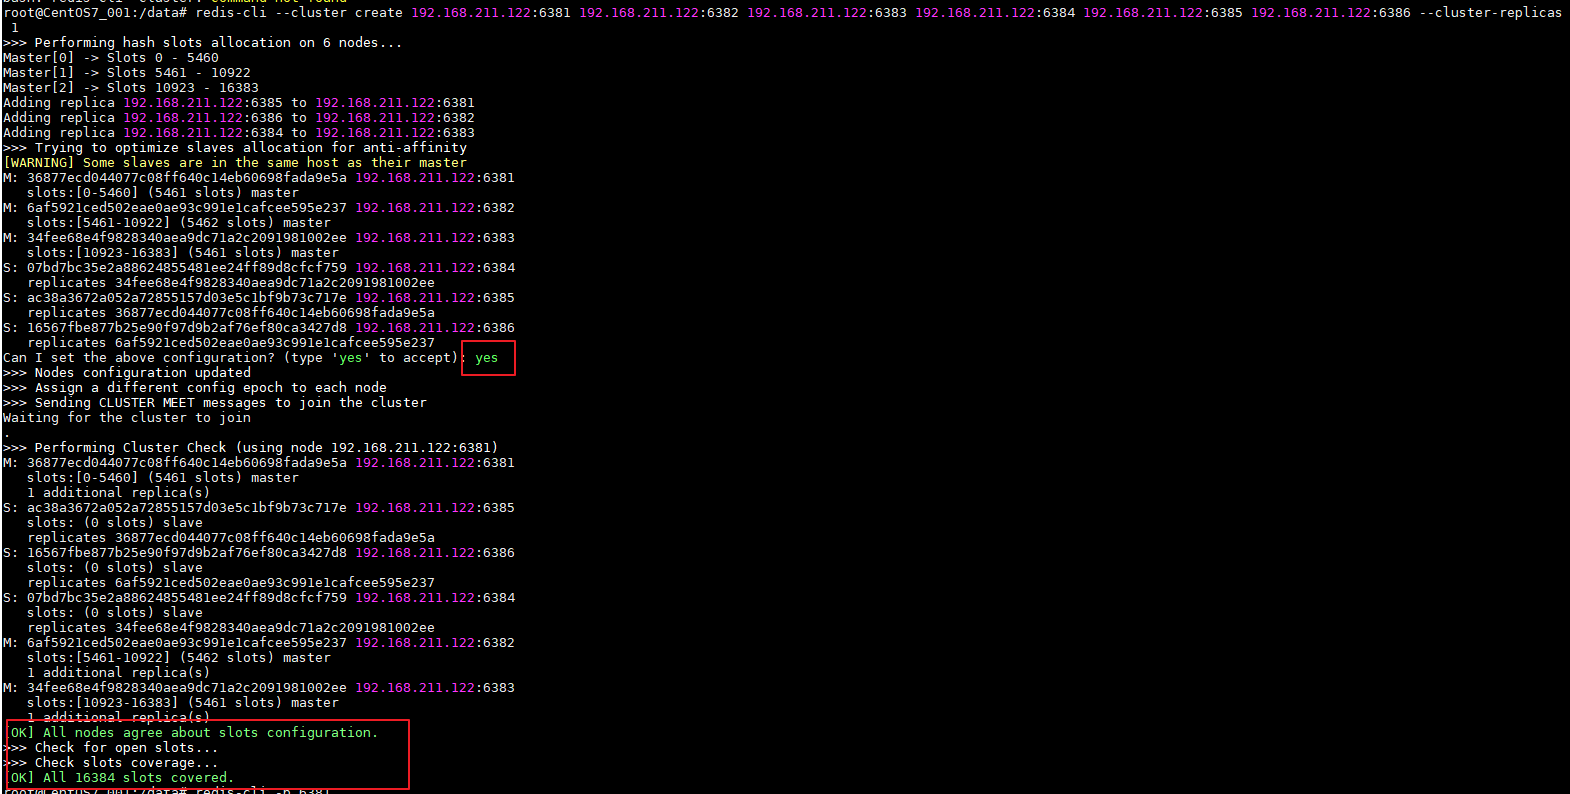 bash: redis-cli--cluster: command not found
root@CentOS7_001:/data# redis-cli --cluster create 192.168.211.122:6381 192.168.211.122:6382 192.168.211.122:6383 192.168.211.122:6384 192.168.211.122:6385 192.168.211.122:6386 --cluster-replicas
1
>>> Performing hash slots allocation on 6 nodes...
Master[0] -> Slots 0 - 5460
Master[1] -> Slots 5461 - 10922
Master[2] -> Slots 10923 - 16383
Adding replica 192.168.211.122:6385 to 192.168.211.122:6381
Adding replica 192.168.211.122:6386 to 192.168.211.122:6382
Adding replica 192.168.211.122:6384 to 192.168.211.122:6383
>>> Trying to optimize slaves allocation for anti-affinity
[WARNING] Some slaves are in the same host as their master
M: 36877ecd044077c08ff640c14eb60698fada9e5a 192.168.211.122:6381
slots:[0-5460] (5461 slots) master
M: 6af5921ced502eae0ae93c991e1cafcee595e237 192.168.211.122:6382
slots:[5461-10922] (5462 slots) master
M: 34fee68e4f9828340aea9dc71a2c2091981002ee 192.168.211.122:6383
slots:[10923-16383] (5461 slots) master
S: 07bd7bc35e2a88624855481ee24ff89d8cfcf759 192.168.211.122:6384
replicates 34fee68e4f9828340aea9dc71a2c2091981002ee
S: ac38a3672a052a72855157d03e5c1bf9b73c717e 192.168.211.122:6385
replicates 36877ecd044077c08ff640c14eb60698fada9e5a
S: 16567fbe877b25e90f97d9b2af76ef80ca3427d8 192.168.211.122:6386
replicates 6af5921ced502eae0ae93c991e1cafcee595e237
Can I set the above configuration? (type 'yes' to accept): yes
>>> Nodes configuration updated
>>> Assign a different config epoch to each node
>>> Sending CLUSTER MEET messages to join the cluster
Waiting for the cluster to join
.
>>> Performing Cluster Check (using node 192.168.211.122:6381)
M: 36877ecd044077c08ff640c14eb60698fada9e5a 192.168.211.122:6381
slots:[0-5460] (5461 slots) master
1 additional replica(s)
S: ac38a3672a052a72855157d03e5c1bf9b73c717e 192.168.211.122:6385
slots: (0 slots) slave
replicates 36877ecd044077c08ff640c14eb60698fada9e5a
S: 16567fbe877b25e90f97d9b2af76ef80ca3427d8 192.168.211.122:6386
slots: (0 slots) slave
replicates 6af5921ced502eae0ae93c991e1cafcee595e237
S: 07bd7bc35e2a88624855481ee24ff89d8cfcf759 192.168.211.122:6384
slots: (0 slots) slave
replicates 34fee68e4f9828340aea9dc71a2c2091981002ee
M: 6af5921ced502eae0ae93c991e1cafcee595e237 192.168.211.122:6382
slots:[5461-10922] (5462 slots) master
1 additional replica(s)
M: 34fee68e4f9828340aea9dc71a2c2091981002ee 192.168.211.122:6383
slots:[10923-16383] (5461 slots) master
1 additional replica(s)
[OK] All nodes agree about slots configuration.
>>> Check for open slots...
>>> Check slots coverage...
[OK] All 16384 slots covered.
root@CentOS7_001:/data# redis-cli -p 6381